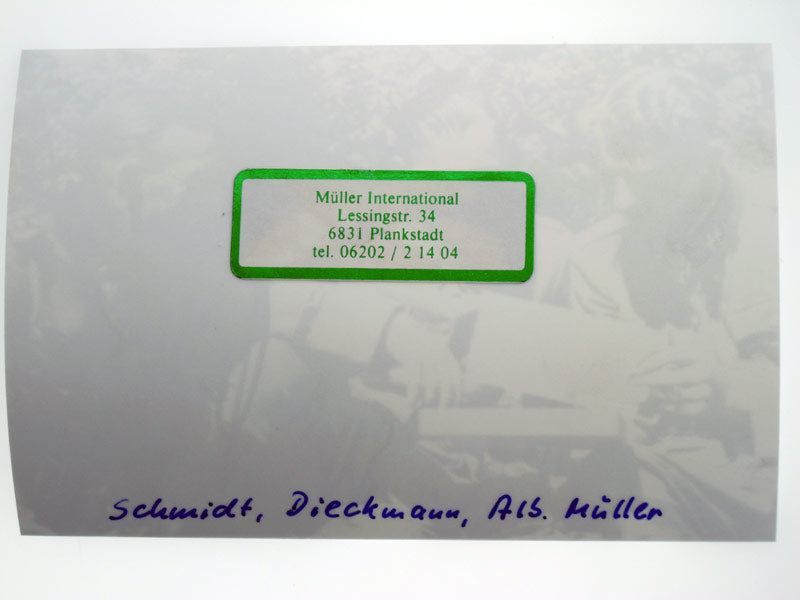 Müller International
Lessingstr. 34
6831 Plankstadt
tel. 06202 / 2 14 04
Schmidt, Dieckmann, Alb. Müller